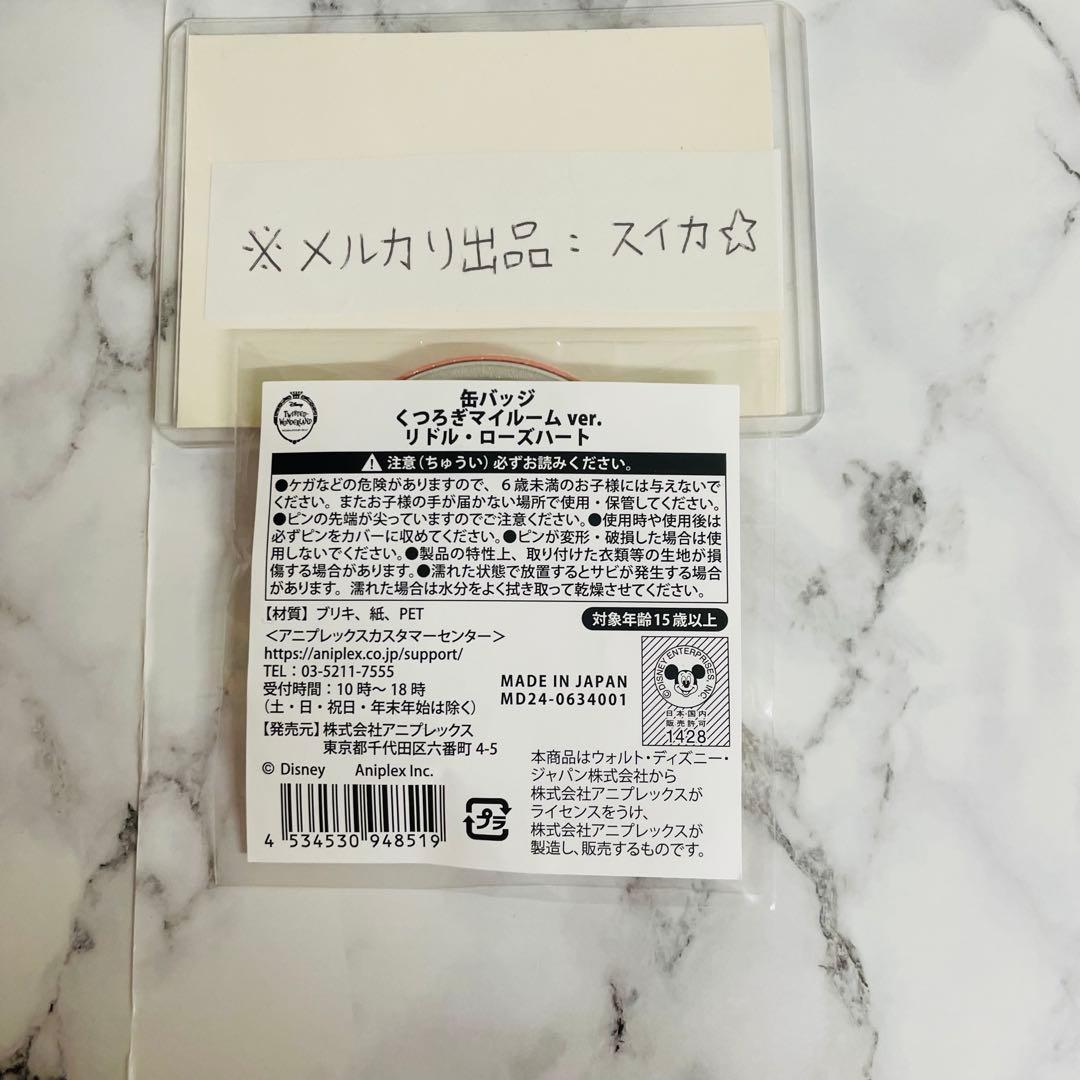 ※メルカリ出品：スイカ☆
Disney
TWISTED-WONDERLAND
缶バッジ
くつろぎマイルーム ver.
リドル・ローズハート
注意（ちゅうい）必ずお読みください。
●ケガなどの危険がありますので、６歳未満のお子様には与えないで
ください。またお子様の手が届かない場所で使用・保管してください。
●ピンの先端が尖っていますのでご注意ください。●使用時や使用後は
必ずピンをカバーに収めてください。●ピンが変形・破損した場合は使
用しないでください。●製品の特性上、取り付けた衣類等の生地が損
傷する場合があります。●濡れた状態で放置するとサビが発生する場合
があります。濡れた場合は水分をよく拭き取って乾燥させてください。
【材質】ブリキ、紙、PET
対象年齢15歳以上
＜アニプレックスカスタマーセンター＞
https://aniplex.co.jp/support/
TEL：03-5211-7555
受付時間：10時～18時
（土・日・祝日・年末年始は除く）
【発売元】株式会社アニプレックス
東京都千代田区六番町 4-5
© Disney Aniplex Inc.
4 534530 948519
プラ
MADE IN JAPAN
MD24-0634001
©DISNEY ENTERPRISES, INC.
日本国内
販売許可
1428
本商品はウォルト・ディズニー・
ジャパン株式会社から
株式会社アニプレックスが
ライセンスをうけ、
株式会社アニプレックスが
製造し、販売するものです。